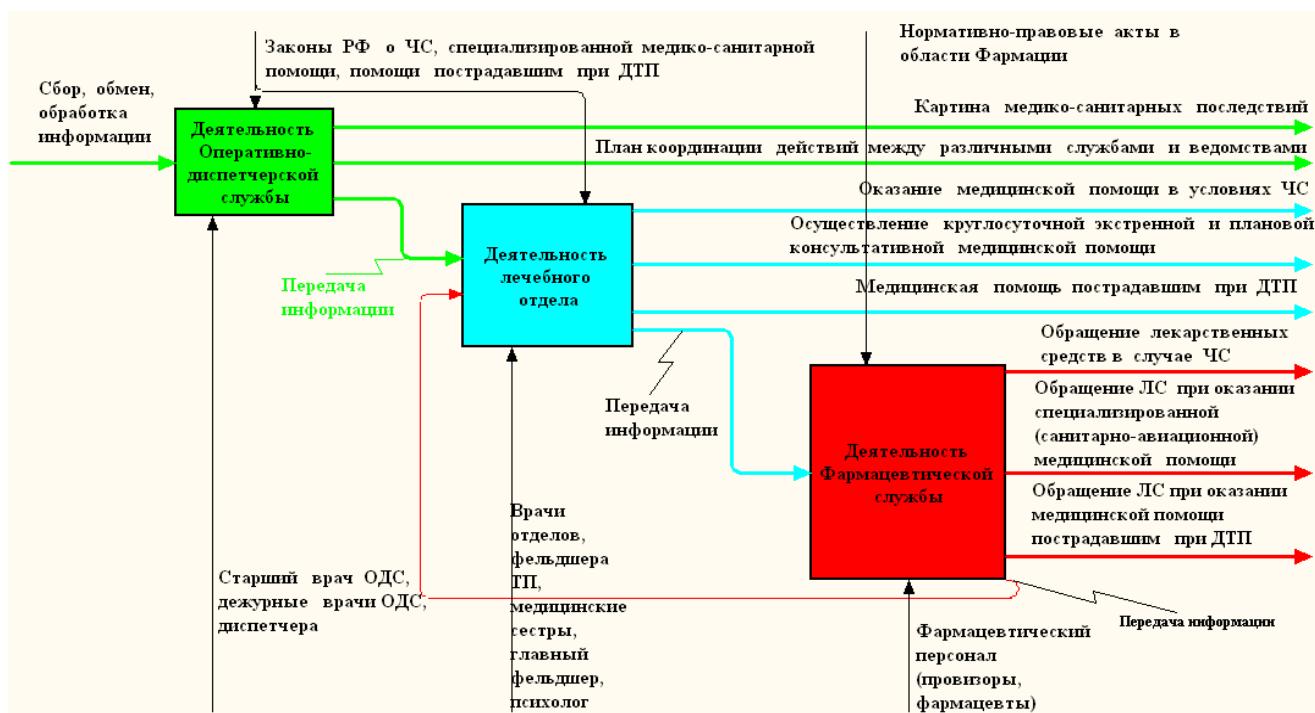 Законы РФ о ЧС, специализированной медико-санитарной
помощи, помощи пострадавшим при ДТП
Нормативно-правовые акты в
области Фармации
Сбор, обмен,
обработка
информации
Деятельность
Оперативно-
диспетчерской
службы
Картина медико-санитарных последствий
План координации действий между различными службами и ведомствами
Оказание медицинской помощи в условиях ЧС
Осуществление круглосуточной экстренной и плановой
консультативной медицинской помощи
Деятельность
лечебного
отдела
Передача
информации
Медицинская помощь пострадавшим при ДТП
Обращение лекарственных
средств в случае ЧС
Передача
информации
Обращение ЛС при оказании
специализированной
(санитарно-авиационной)
медицинской помощи
Деятельность
Фармацевтической
службы
Обращение ЛС при оказании
медицинской помощи
пострадавшим при ДТП
Старший врач ОДС,
дежурные врачи ОДС,
диспетчера
Врачи
отделов,
фельдшера
ТП,
медицинские
сестры,
главный
фельдшер,
психолог
Передача информации
Фармацевтический
персонал
(провизоры,
фармацевты)